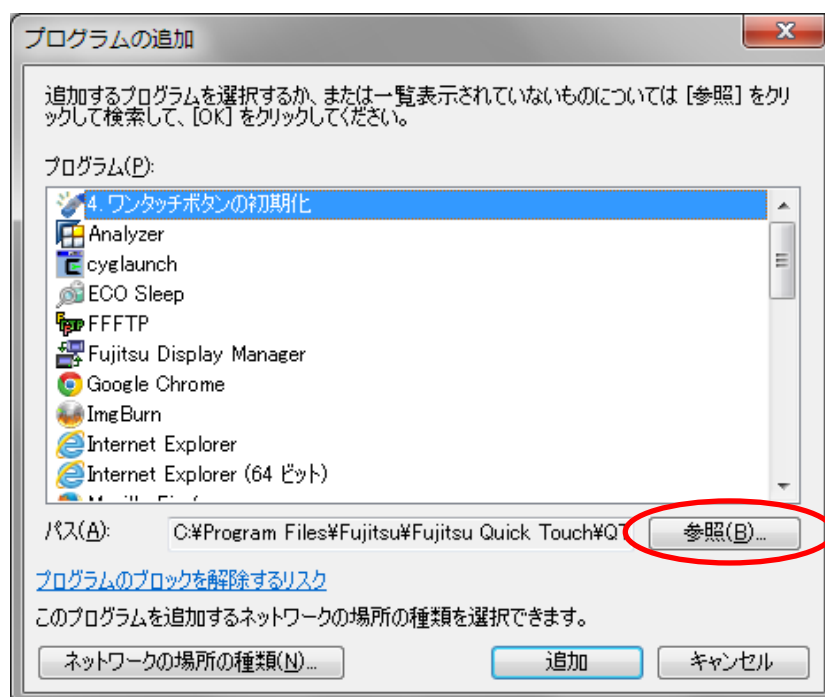 プログラムの追加
追加するプログラムを選択するか、または一覧表示されていないものについては [参照] をクリ
ックして検索して、[OK] をクリックしてください。
プログラム(P):
4. ワンタッチボタンの初期化
Analyzer
cyglaunch
ECO Sleep
FFFTP
Fujitsu Display Manager
Google Chrome
ImgBurn
Internet Explorer
Internet Explorer (64 ビット)
パス(A): C:¥Program Files¥Fujitsu¥Fujitsu Quick Touch¥QT 参照(B)...
プログラムのブロックを解除するリスク
このプログラムを追加するネットワークの場所の種類を選択できます。
ネットワークの場所の種類(N)... 追加 キャンセル